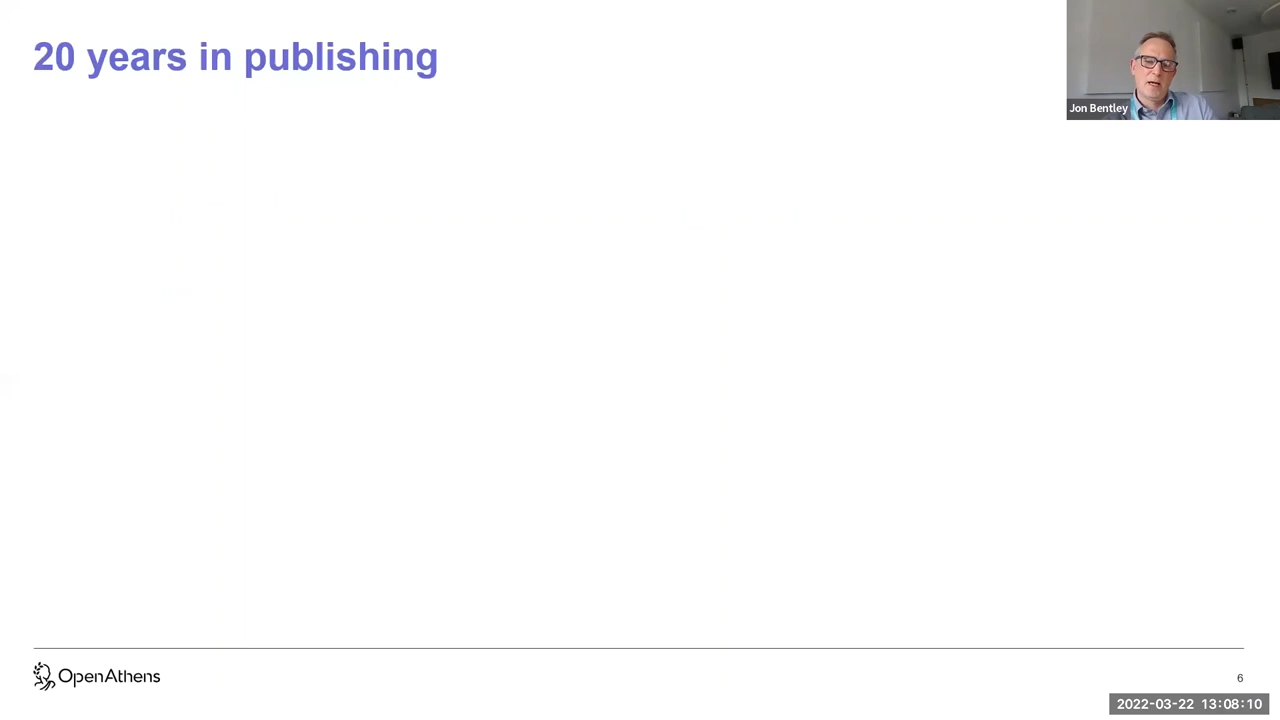 20 years in publishing
Jon Bentley
OpenAthens
6
2022-03-22 13:08:10